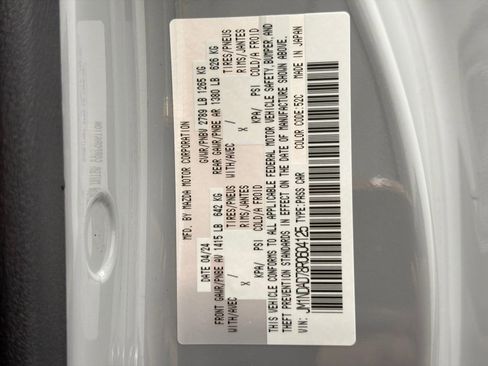 MFD. BY MAZDA MOTOR CORPORATION
DATE 04/24 GVWR/PNBV 2789 LB 1265 KG
FRONT GAWR/PNBE AV 1415 LB 642 KG REAR GAWR/PNBE AR 1380 LB 626 KG
WITH/AVEC TIRES/PNEUS WITH/AVEC TIRES/PNEUS
X RIMS/JANTES X RIMS/JANTES
KPA/ PSI COLD/A FROID KPA/ PSI COLD/A FROID
THIS VEHICLE CONFORMS TO ALL APPLICABLE FEDERAL MOTOR VEHICLE SAFETY, BUMPER, AND
THEFT PREVENTION STANDARDS IN EFFECT ON THE DATE OF MANUFACTURE SHOWN ABOVE.
JM1NDAD78R0604125 TYPE:PASS CAR COLOR CODE:52C MADE IN JAPAN